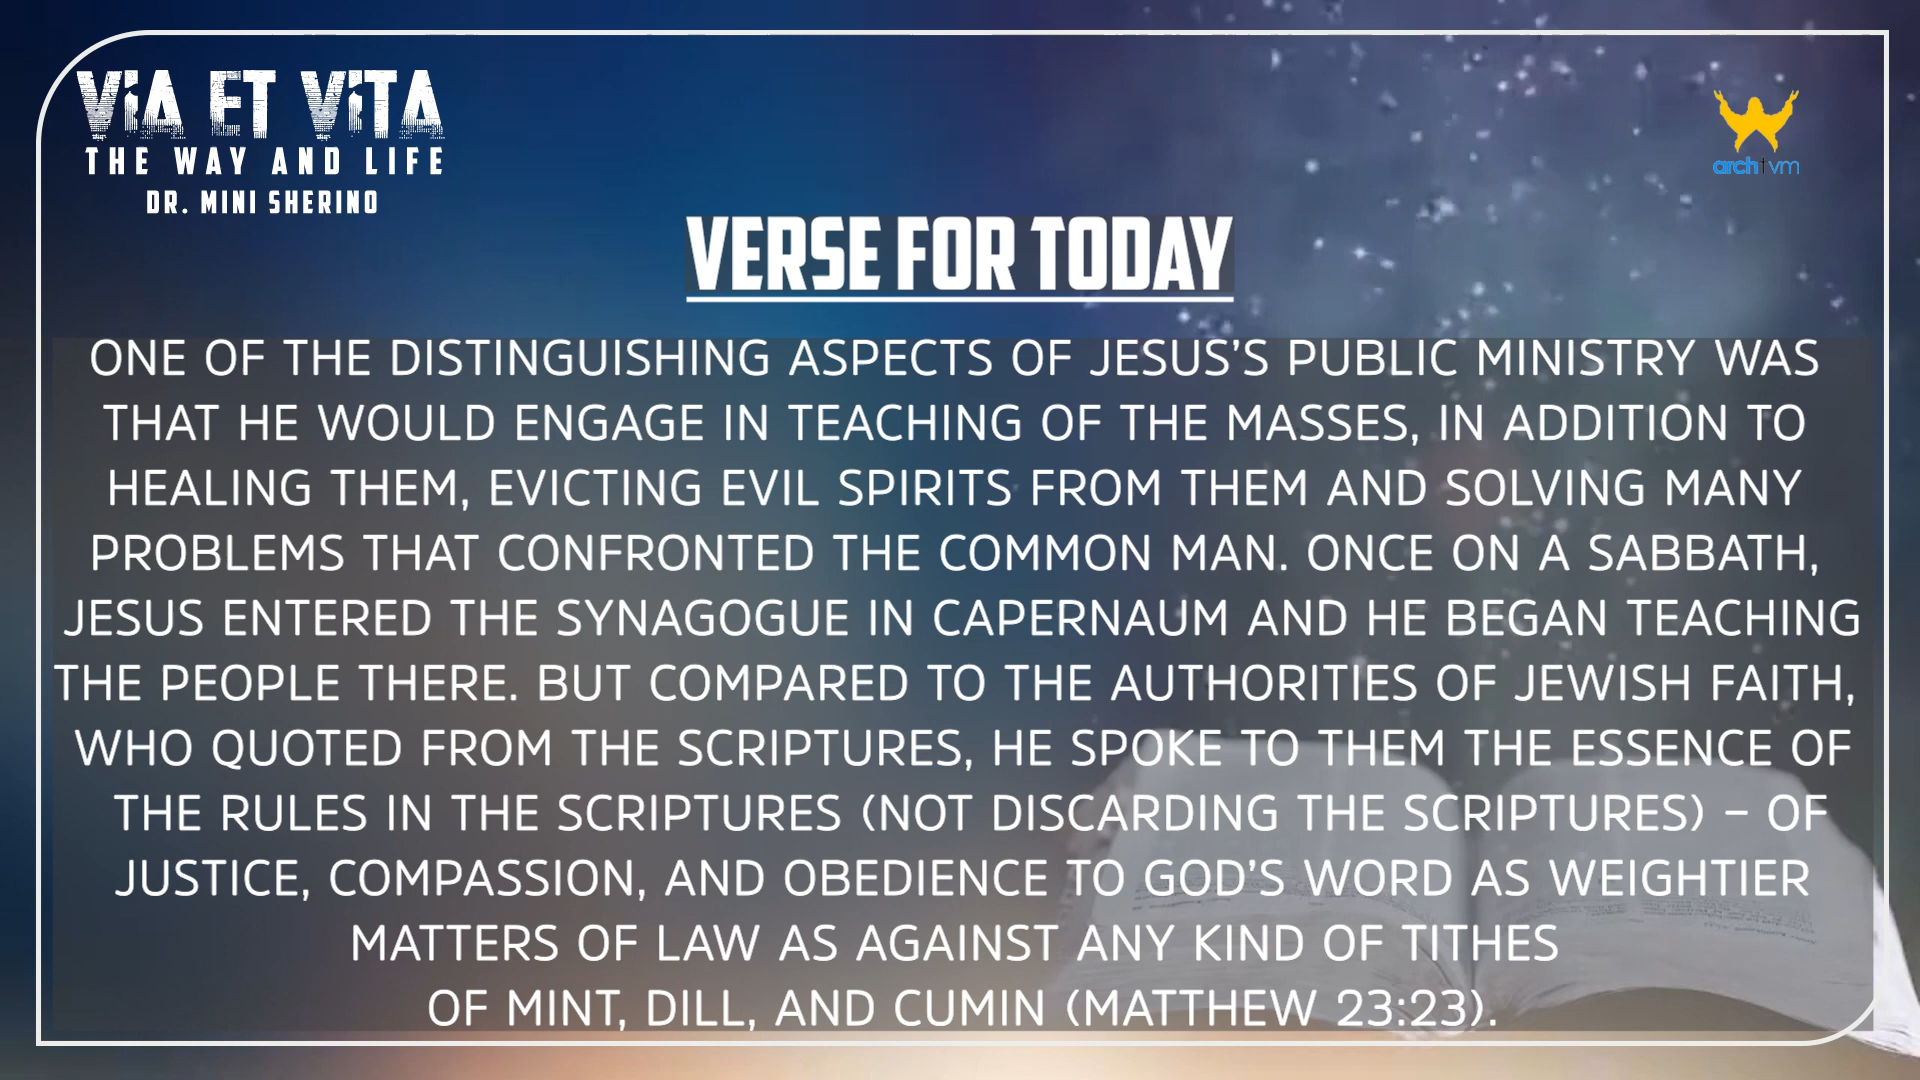 VIA ET VITA
THE WAY AND LIFE
DR. MINI SHERINO
arch tvm
VERSE FOR TODAY
ONE OF THE DISTINGUISHING ASPECTS OF JESUS’S PUBLIC MINISTRY WAS
THAT HE WOULD ENGAGE IN TEACHING OF THE MASSES, IN ADDITION TO
HEALING THEM, EVICTING EVIL SPIRITS FROM THEM AND SOLVING MANY
PROBLEMS THAT CONFRONTED THE COMMON MAN. ONCE ON A SABBATH,
JESUS ENTERED THE SYNAGOGUE IN CAPERNAUM AND HE BEGAN TEACHING
THE PEOPLE THERE. BUT COMPARED TO THE AUTHORITIES OF JEWISH FAITH,
WHO QUOTED FROM THE SCRIPTURES, HE SPOKE TO THEM THE ESSENCE OF
THE RULES IN THE SCRIPTURES (NOT DISCARDING THE SCRIPTURES) – OF
JUSTICE, COMPASSION, AND OBEDIENCE TO GOD’S WORD AS WEIGHTIER
MATTERS OF LAW AS AGAINST ANY KIND OF TITHES
OF MINT, DILL, AND CUMIN (MATTHEW 23:23).